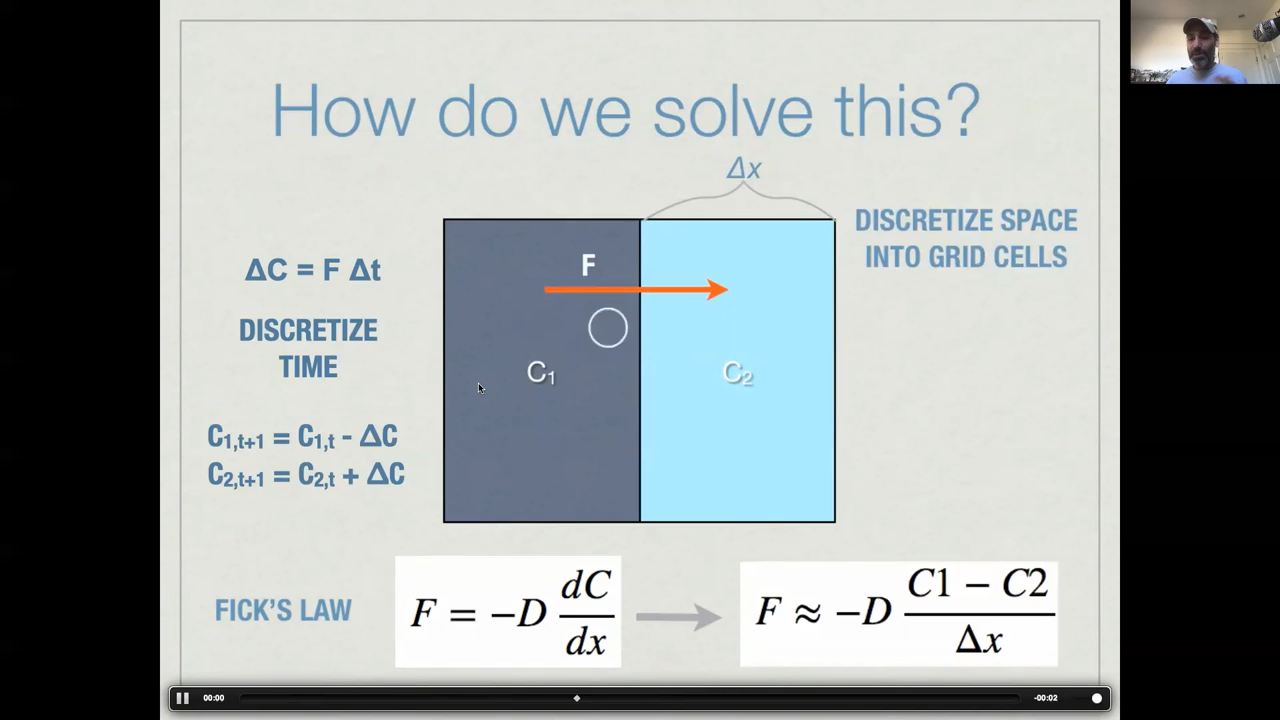 How do we solve this?
Δx
DISCRETIZE SPACE
INTO GRID CELLS
ΔC = F Δt
DISCRETIZE
TIME
C1,t+1 = C1,t - ΔC
C2,t+1 = C2,t + ΔC
F
C1
C2
FICK'S LAW
F = −D dC/dx
F ≈ −D C1 − C2/Δx
00:00
-00:02